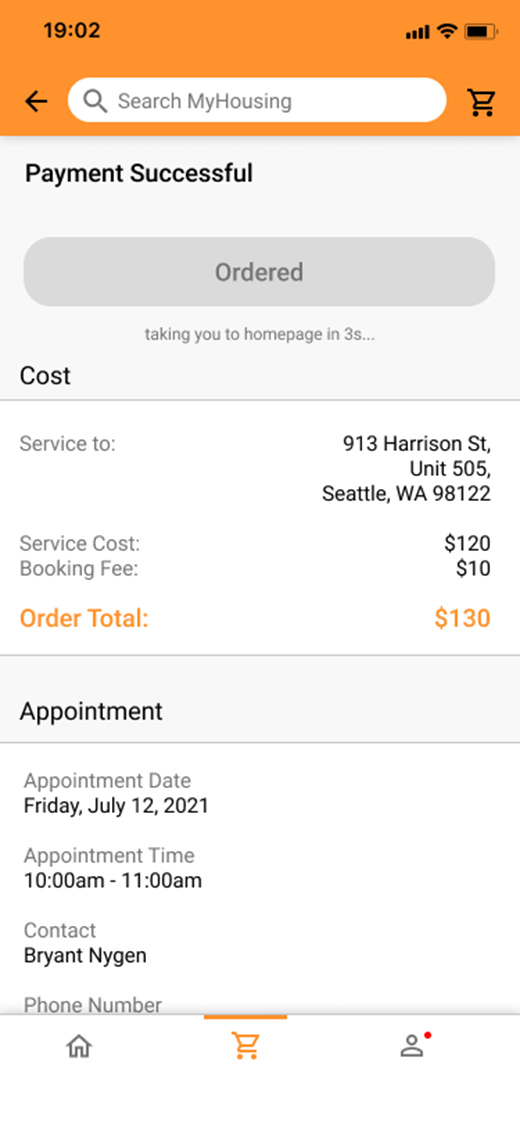 19:02
Search MyHousing
Payment Successful
Ordered
taking you to homepage in 3s...
Cost
Service to: 913 Harrison St,
Unit 505,
Seattle, WA 98122
Service Cost: $120
Booking Fee: $10
Order Total: $130
Appointment
Appointment Date
Friday, July 12, 2021
Appointment Time
10:00am - 11:00am
Contact
Bryant Nygen
Phone Number